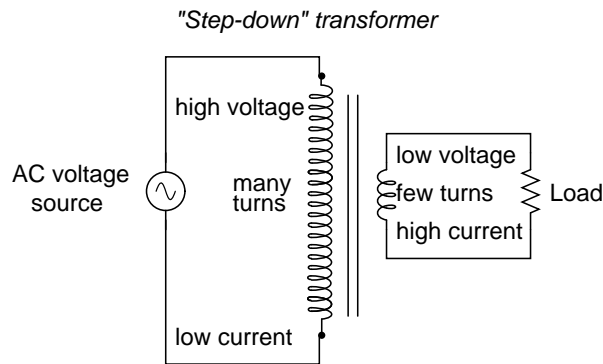 "Step-down" transformer
high voltage
AC voltage
source
many
turns
low current
low voltage
few turns
high current
Load